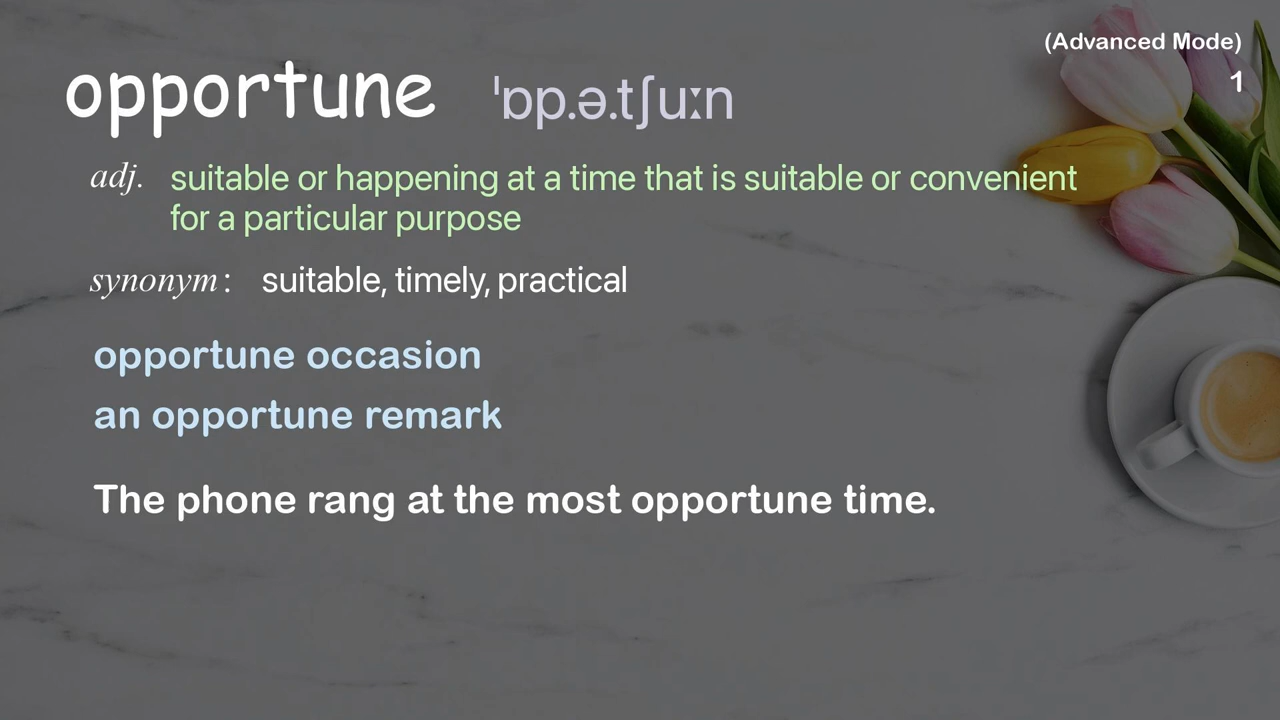 (Advanced Mode)
opportune ˈɒp.ə.tʃuːn
1
adj. suitable or happening at a time that is suitable or convenient
for a particular purpose
synonym: suitable, timely, practical
opportune occasion
an opportune remark
The phone rang at the most opportune time.